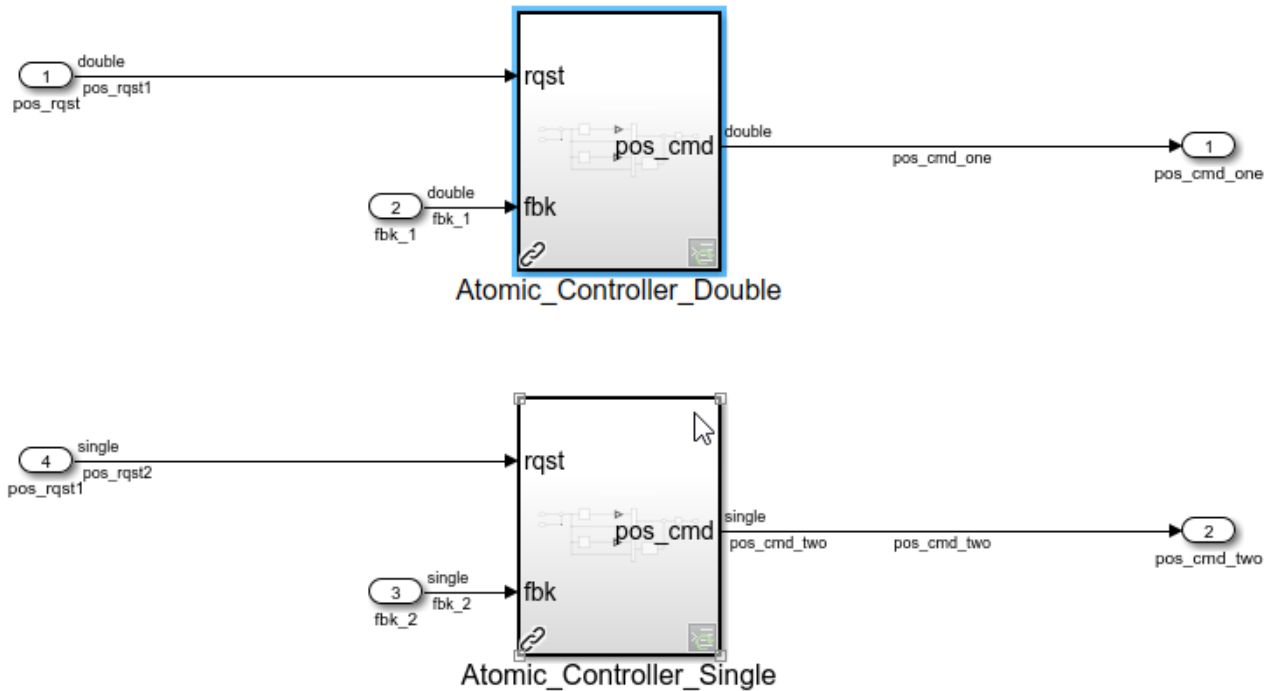 double
1
pos_rqst1
pos_rqst
rqst
pos_cmd
double
pos_cmd_one
1
pos_cmd_one
double
2
fbk_1
fbk_1
fbk
Atomic_Controller_Double
single
4
pos_rqst2
pos_rqst1
rqst
pos_cmd
single
pos_cmd_two
pos_cmd_two
2
pos_cmd_two
single
3
fbk_2
fbk_2
fbk
Atomic_Controller_Single